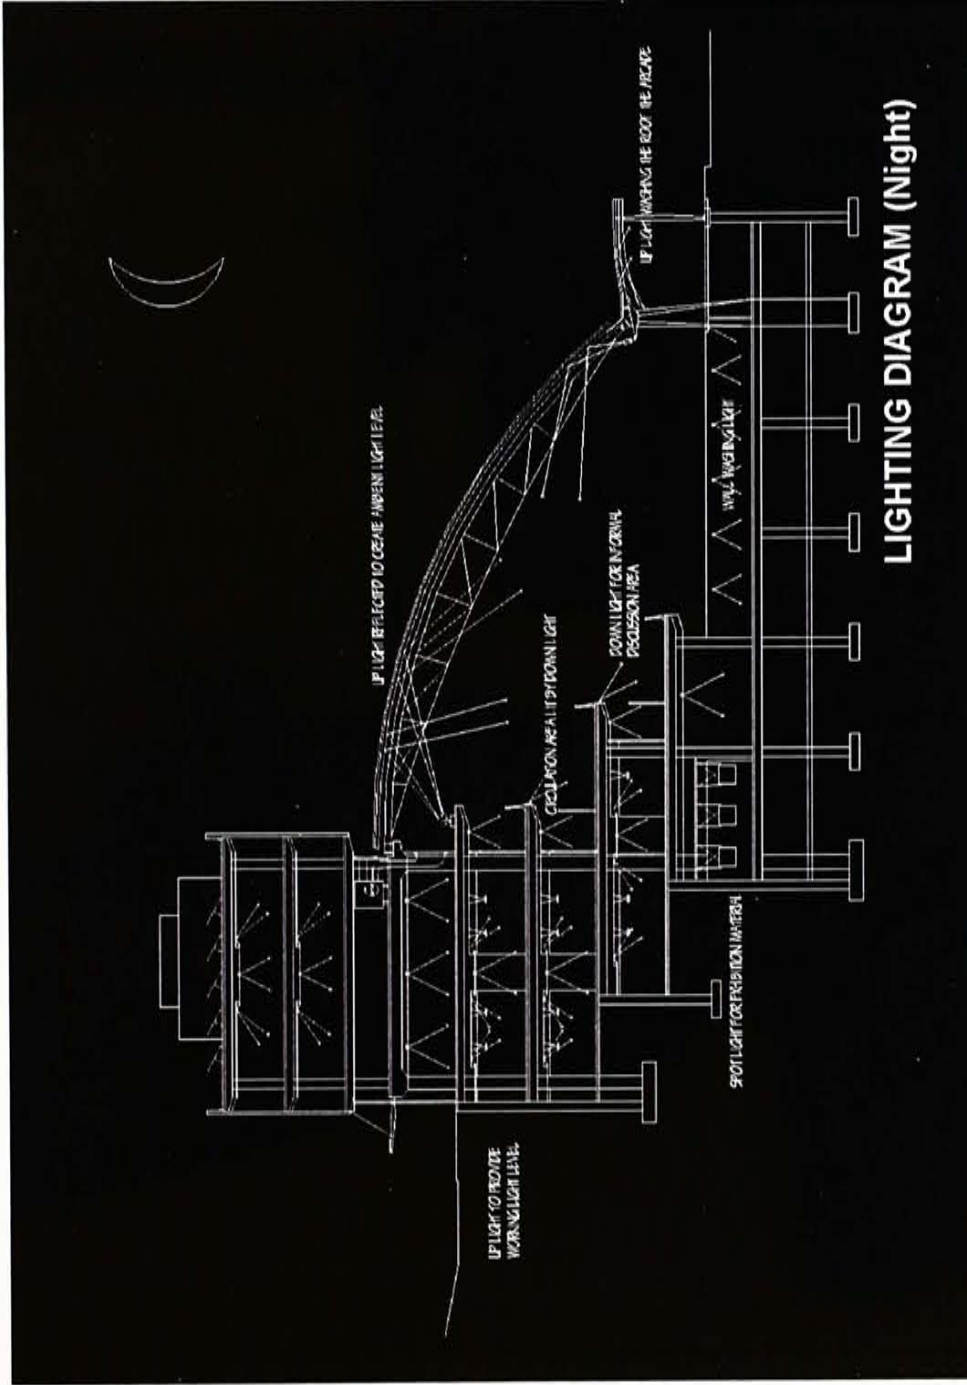 UP LIGHT REFLECTED TO CREATE AMBIENT LIGHT LEVEL
UP LIGHT WASHING THE ROOF THE ARCADE
CIRCULATION AREA LIT BY DOWN LIGHT
DOWN LIGHT FOR INFORMAL
DISCUSSION AREA
WALL WASHING LIGHT
UP LIGHT TO PROVIDE
WORKING LIGHT LEVEL
SPOT LIGHT FOR EXHIBITION MATERIAL
LIGHTING DIAGRAM (Night)